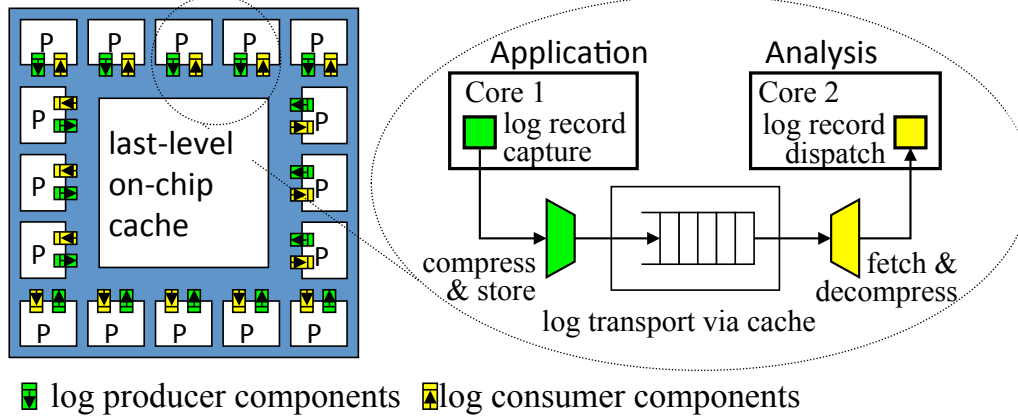 P P P P P
P
P
P
P
P
P
P P P P P
last-level
on-chip
cache
Application
Analysis
Core 1
log record
capture
Core 2
log record
dispatch
compress
& store
fetch &
decompress
log transport via cache
log producer components
log consumer components